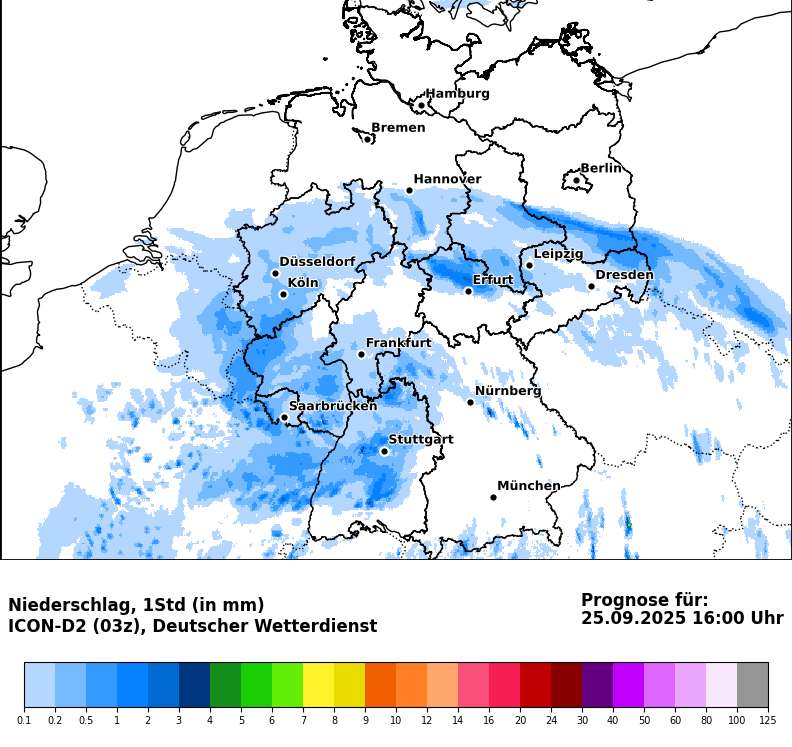 Hamburg
Bremen
Berlin
Hannover
Leipzig
Düsseldorf
Dresden
Köln
Erfurt
Frankfurt
Nürnberg
Saarbrücken
Stuttgart
München
Niederschlag, 1Std (in mm)
ICON-D2 (03z), Deutscher Wetterdienst
Prognose für:
25.09.2025 16:00 Uhr
0.1 0.2 0.5 1 2 3 4 5 6 7 8 9 10 12 14 16 20 24 30 40 50 60 80 100 125